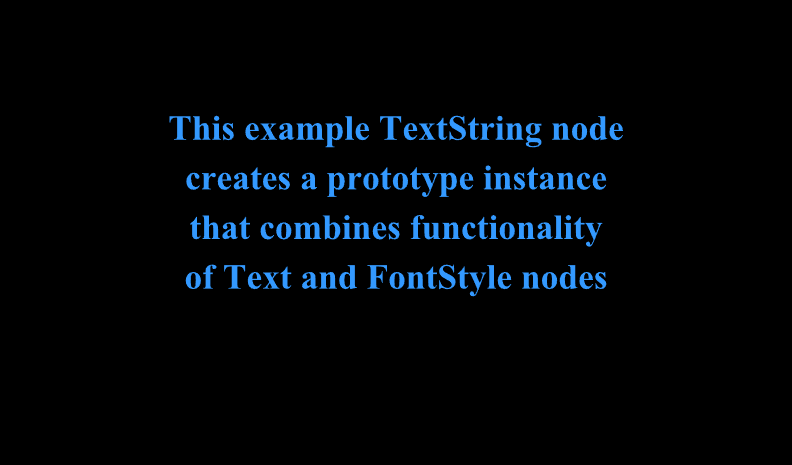 This example TextString node
creates a prototype instance
that combines functionality
of Text and FontStyle nodes